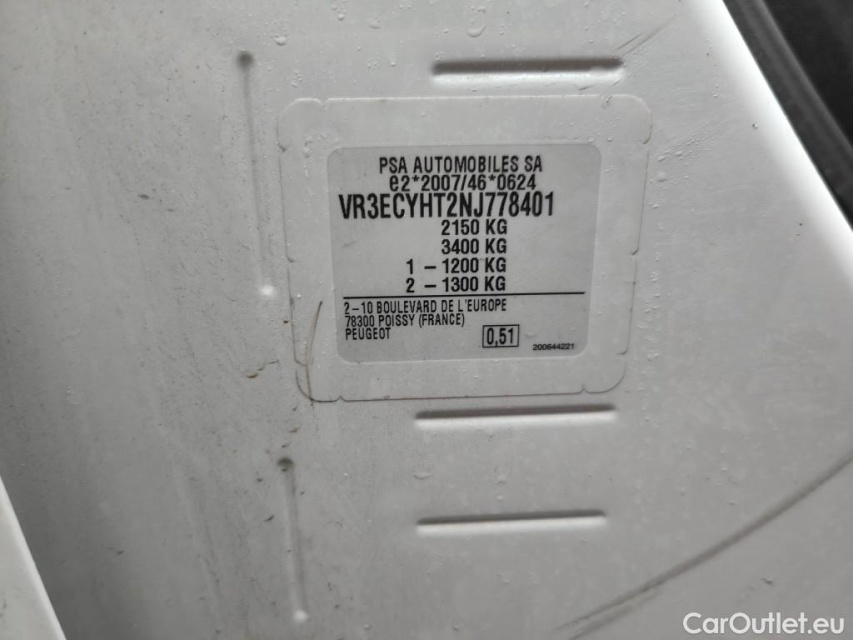 PSA AUTOMOBILES SA
e2*2007/46*0624
VR3ECYHT2NJ778401
2150 KG
3400 KG
1 – 1200 KG
2 – 1300 KG
2–10 BOULEVARD DE L'EUROPE
78300 POISSY (FRANCE)
PEUGEOT
0,51
200644221
CarOutlet.eu